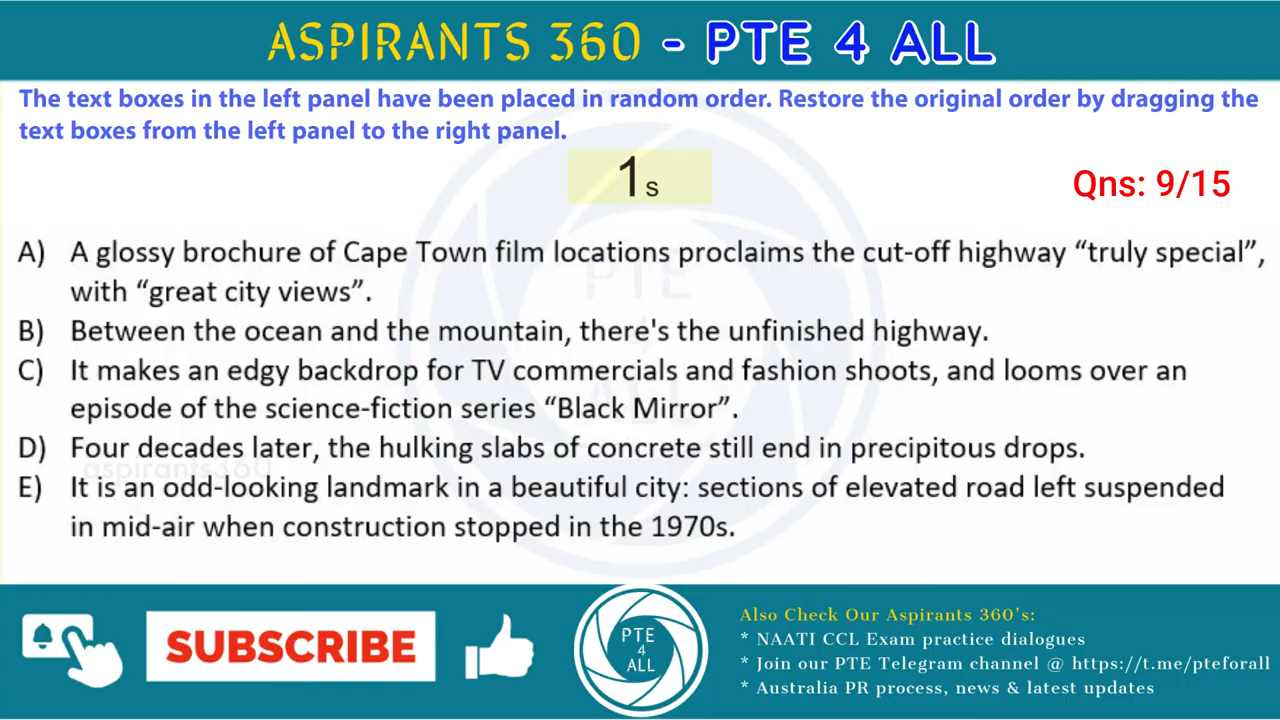 ASPIRANTS 360 - PTE 4 ALL
The text boxes in the left panel have been placed in random order. Restore the original order by dragging the
text boxes from the left panel to the right panel.
1 s
Qns: 9/15
A) A glossy brochure of Cape Town film locations proclaims the cut-off highway “truly special”,
with “great city views”.
B) Between the ocean and the mountain, there's the unfinished highway.
C) It makes an edgy backdrop for TV commercials and fashion shoots, and looms over an
episode of the science-fiction series “Black Mirror”.
D) Four decades later, the hulking slabs of concrete still end in precipitous drops.
aspirants360
E) It is an odd-looking landmark in a beautiful city: sections of elevated road left suspended
in mid-air when construction stopped in the 1970s.
PTE
4
ALL
SUBSCRIBE
PTE
4
ALL
Also Check Our Aspirants 360's:
* NAATI CCL Exam practice dialogues
* Join our PTE Telegram channel @ https://t.me/pteforall
* Australia PR process, news & latest updates